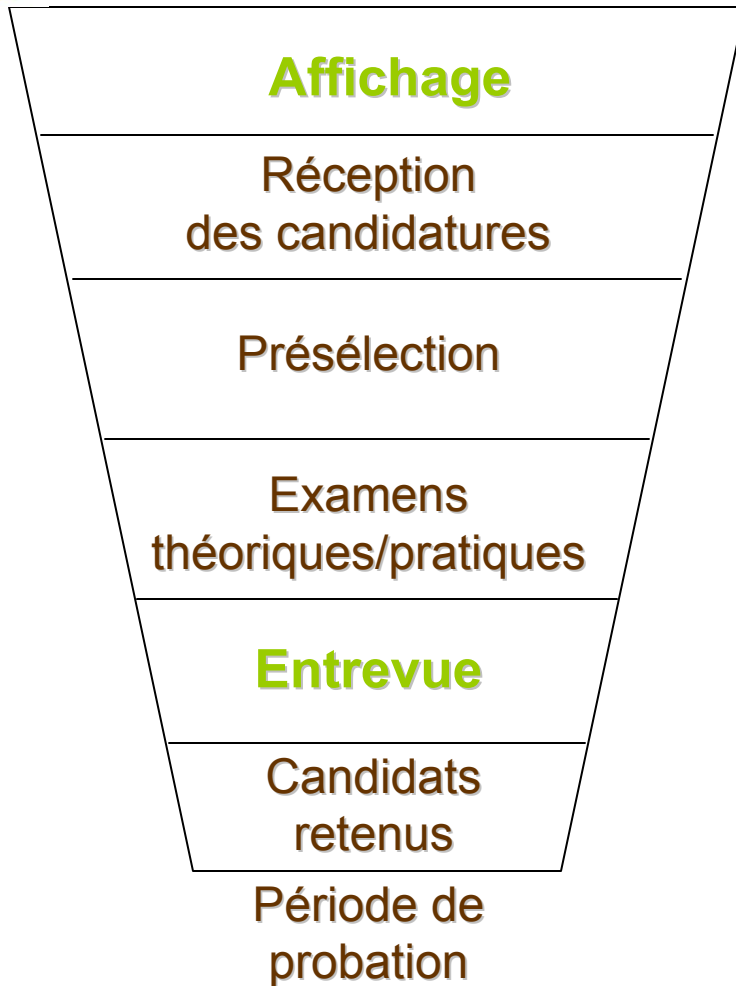 Affichage
Réception
des candidatures
Présélection
Examens
théoriques/pratiques
Entrevue
Candidats
retenus
Période de
probation